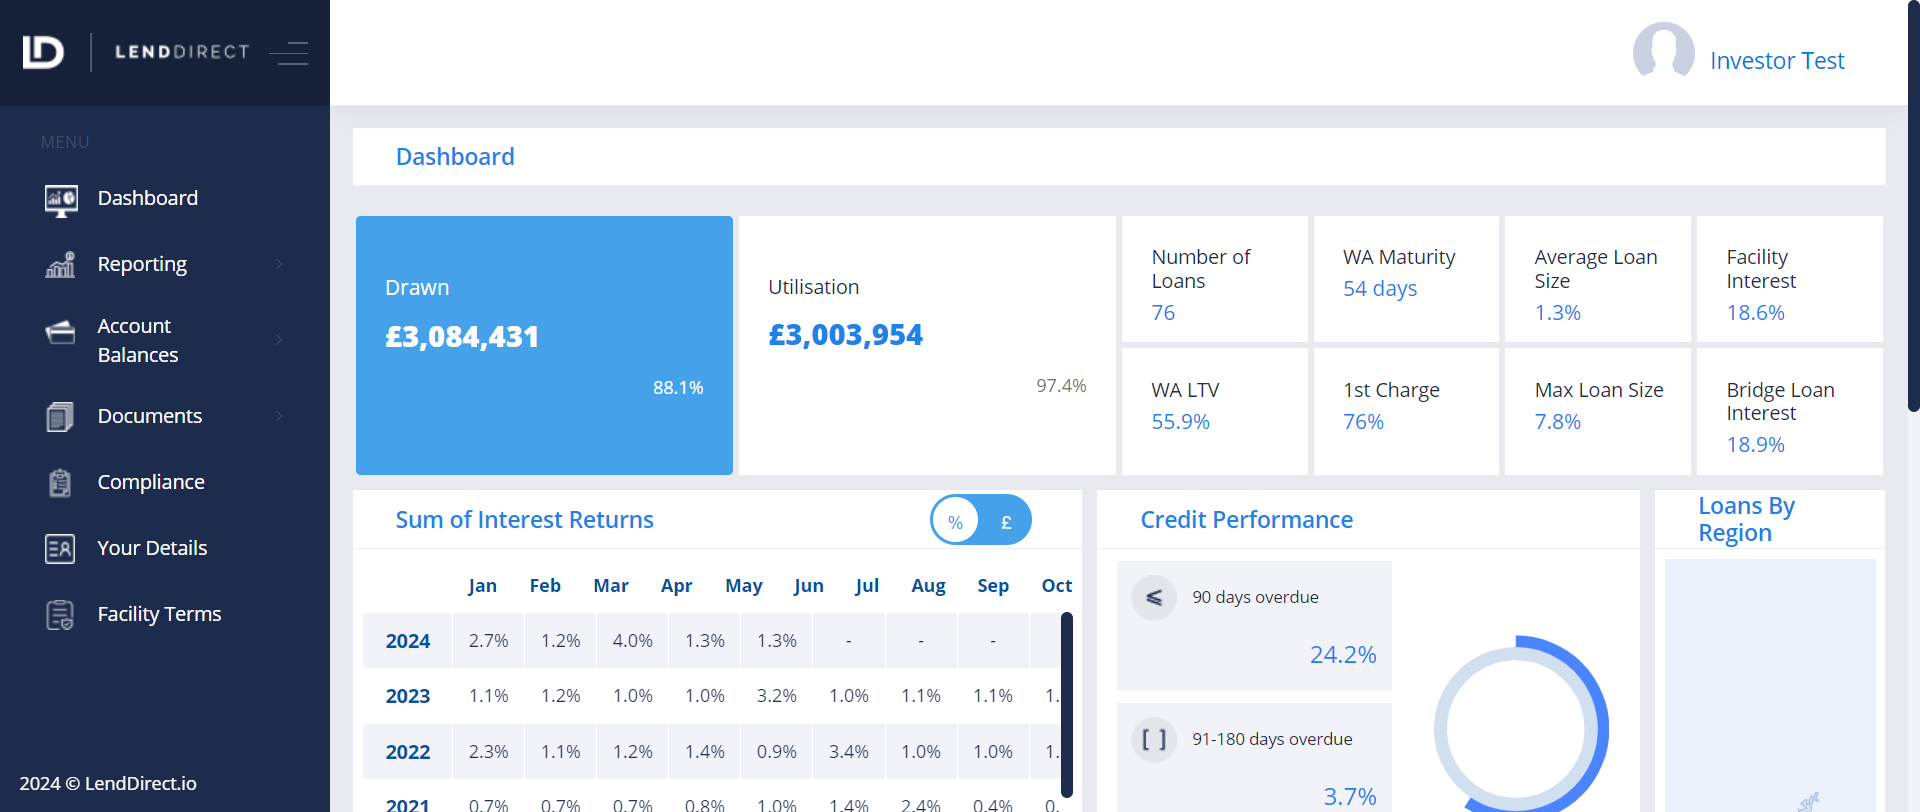 LENDDIRECT
Investor Test
MENU
Dashboard
Reporting
Account
Balances
Documents
Compliance
Your Details
Facility Terms
2024 © LendDirect.io
Dashboard
Drawn
£3,084,431
88.1%
Utilisation
£3,003,954
97.4%
Number of
Loans
76
WA Maturity
54 days
Average Loan
Size
1.3%
Facility
Interest
18.6%
WA LTV
55.9%
1st Charge
76%
Max Loan Size
7.8%
Bridge Loan
Interest
18.9%
Sum of Interest Returns
% £
Jan Feb Mar Apr May Jun Jul Aug Sep Oct
2024 2.7% 1.2% 4.0% 1.3% 1.3% - - -
2023 1.1% 1.2% 1.0% 1.0% 3.2% 1.0% 1.1% 1.1% 1.
2022 2.3% 1.1% 1.2% 1.4% 0.9% 3.4% 1.0% 1.0% 1.
2021 0.7% 0.7% 0.7% 0.8% 1.0% 1.4% 2.4% 0.4% 0.
Credit Performance
⩽ 90 days overdue
24.2%
[ ] 91-180 days overdue
3.7%
Loans By
Region